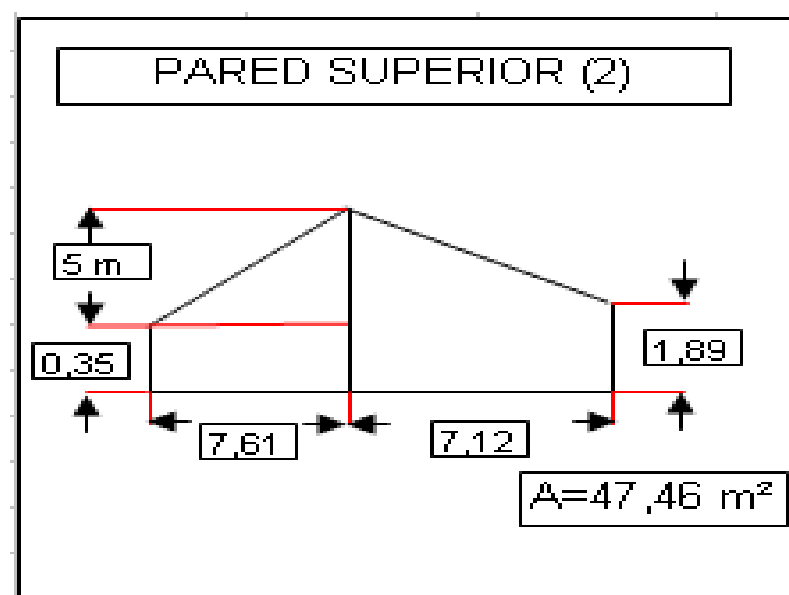 PARED SUPERIOR (2)
5 m
0,35
1,89
7,61
7,12
A=47,46 m²